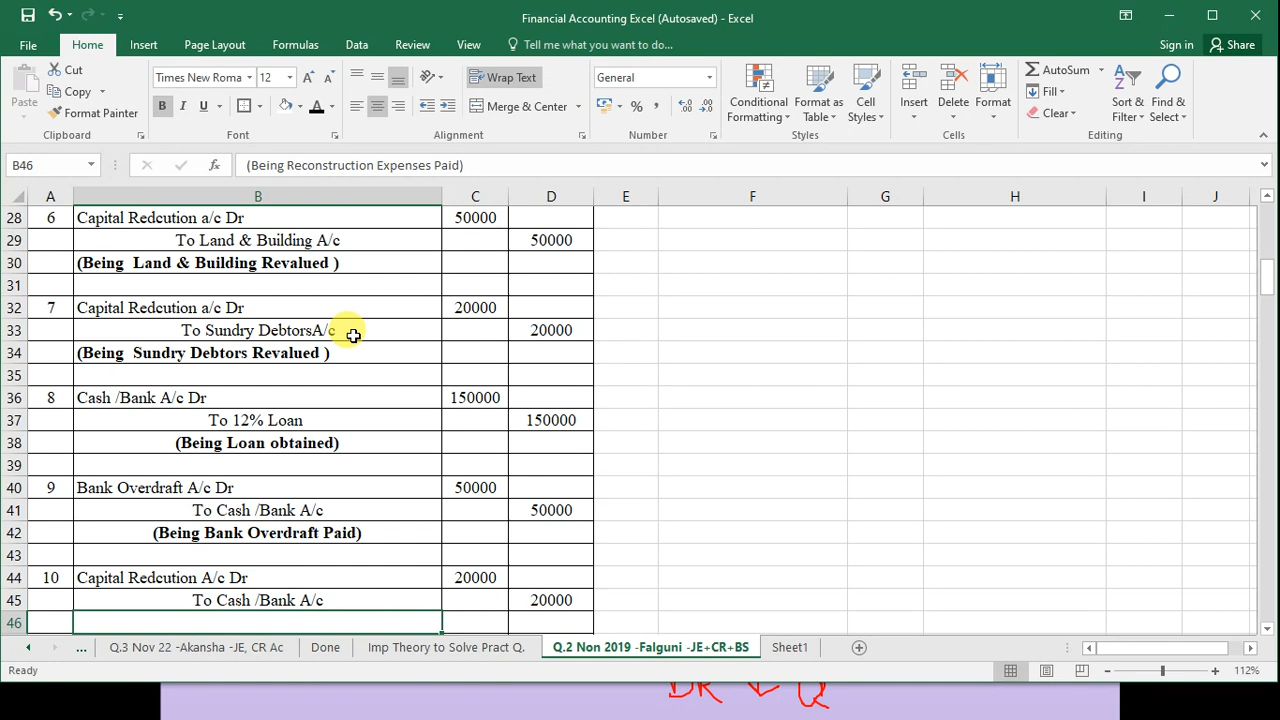 Financial Accounting Excel (Autosaved) - Excel
File Home Insert Page Layout Formulas Data Review View Tell me what you want to do... Sign in Share
Paste
Cut
Copy
Format Painter
Clipboard
Times New Roma 12 A A
B I U A
Font
Wrap Text
Merge & Center
Alignment
General
% ,
Number
Conditional Formatting
Format as Table
Cell Styles
Styles
Insert Delete Format
Cells
AutoSum
Fill
Clear
Sort & Filter
Find & Select
Editing
B46 fx (Being Reconstruction Expenses Paid)
A B C D E F G H I J
28 6 Capital Redcution a/c Dr 50000
29 To Land & Building A/c 50000
30 (Being Land & Building Revalued )
31
32 7 Capital Redcution a/c Dr 20000
33 To Sundry DebtorsA/c 20000
34 (Being Sundry Debtors Revalued )
35
36 8 Cash /Bank A/c Dr 150000
37 To 12% Loan 150000
38 (Being Loan obtained)
39
40 9 Bank Overdraft A/c Dr 50000
41 To Cash /Bank A/c 50000
42 (Being Bank Overdraft Paid)
43
44 10 Capital Redcution A/c Dr 20000
45 To Cash /Bank A/c 20000
46
... Q.3 Nov 22 -Akansha -JE, CR Ac Done Imp Theory to Solve Pract Q. Q.2 Non 2019 -Falguni -JE+CR+BS Sheet1
Ready 112%